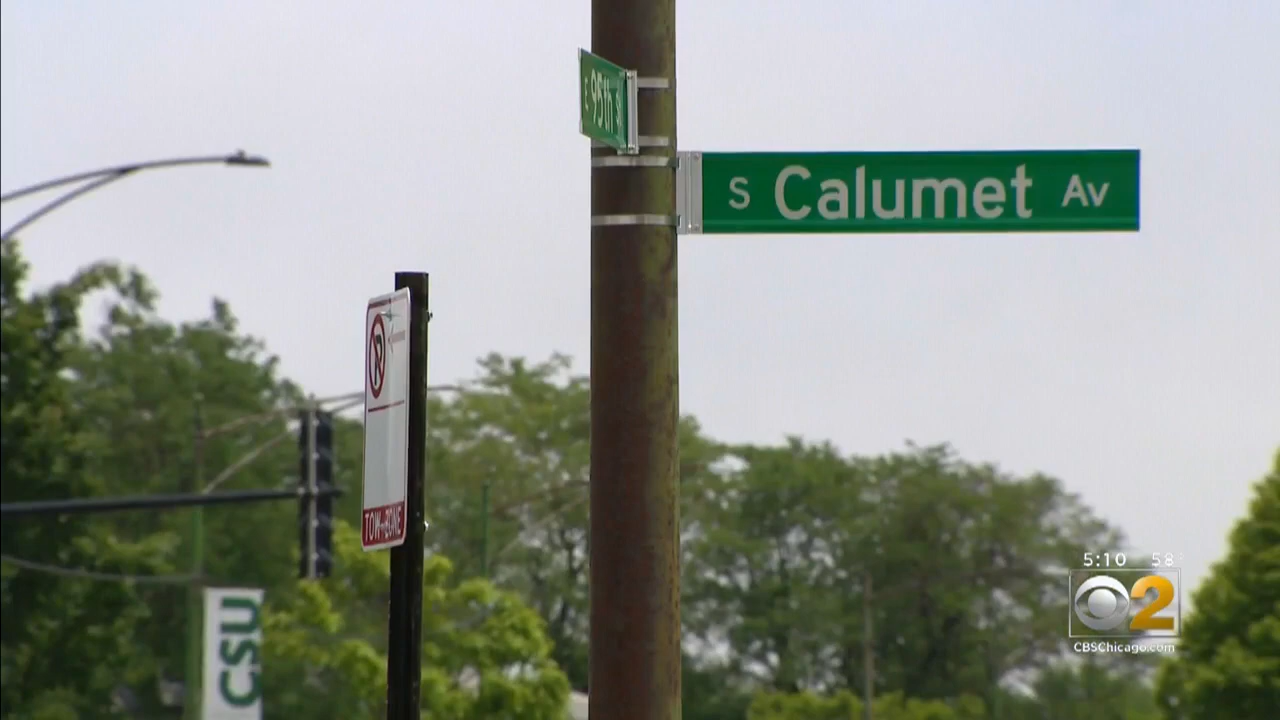 E 95th St
S Calumet Av
P
TOW-ZONE
CSU
5:10 58°
2
CBSChicago.com